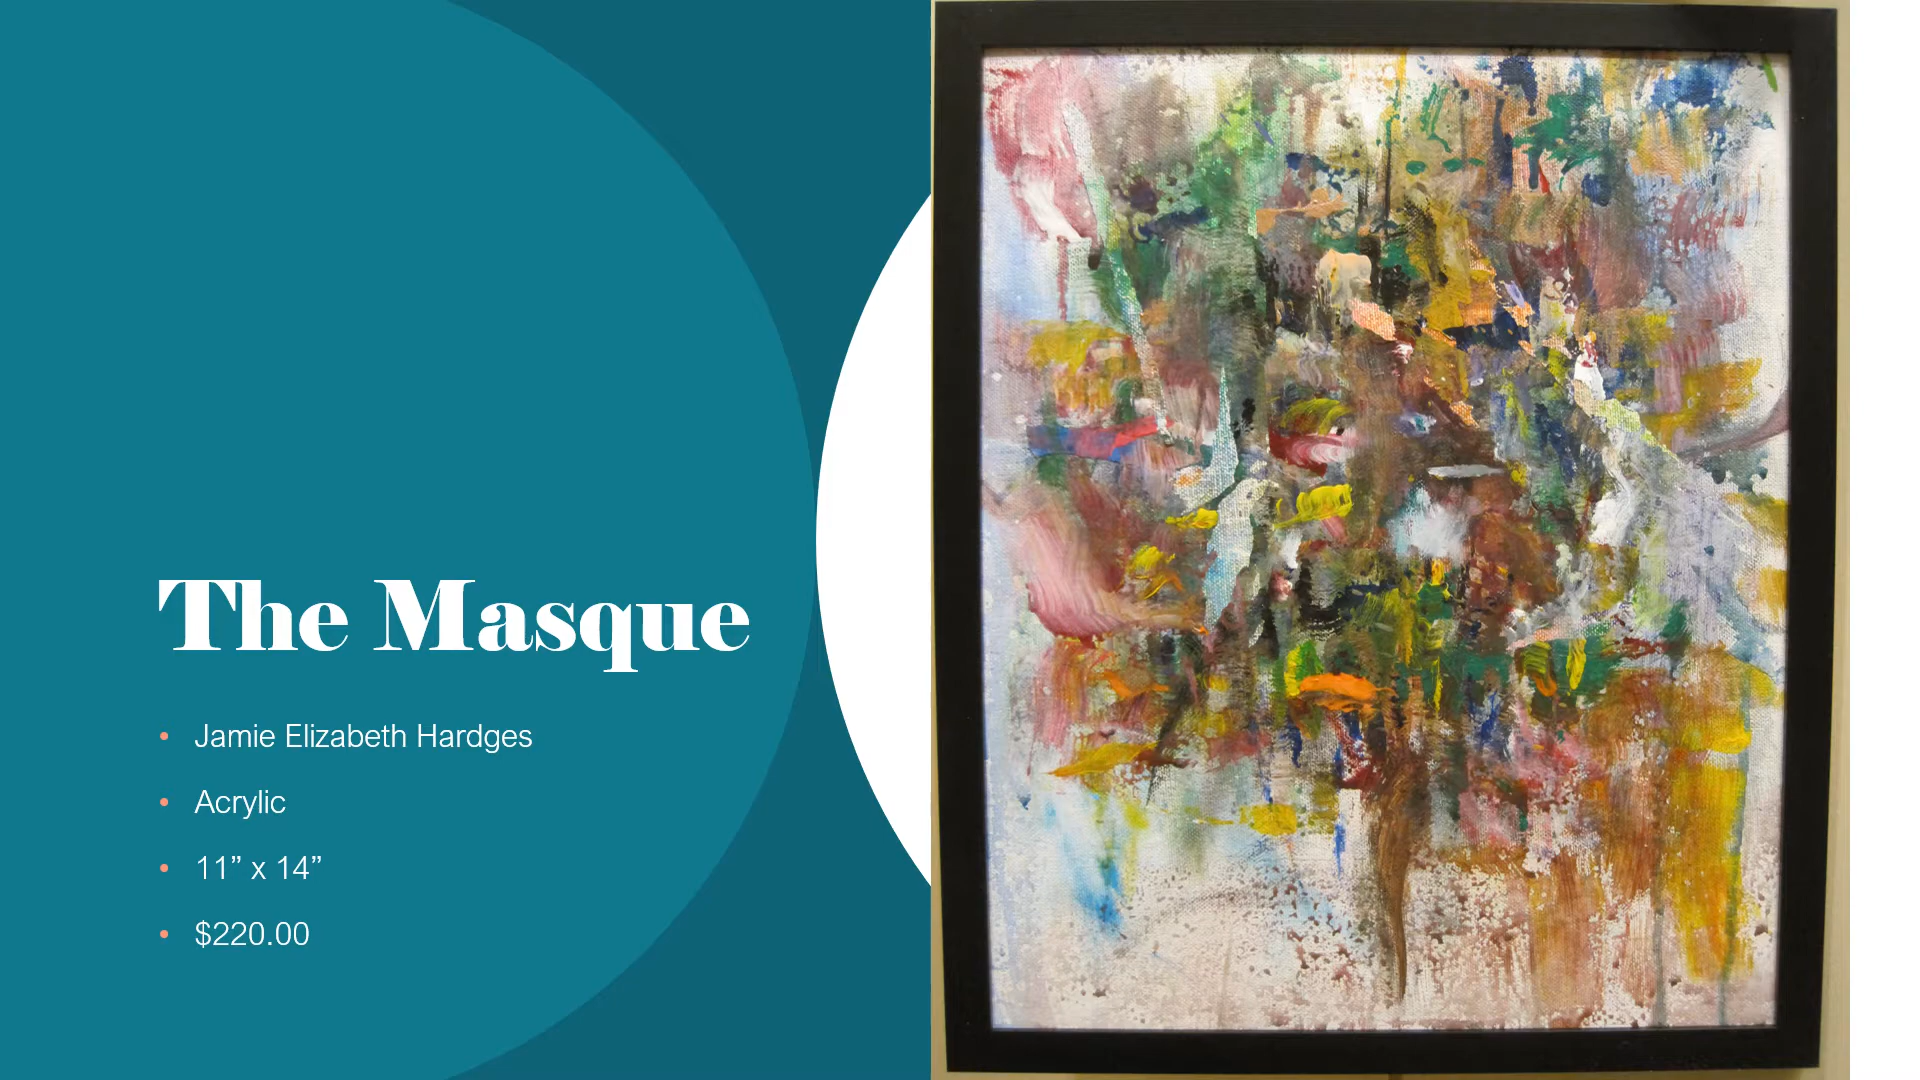 The Masque
Jamie Elizabeth Hardges
Acrylic
11” x 14”
$220.00